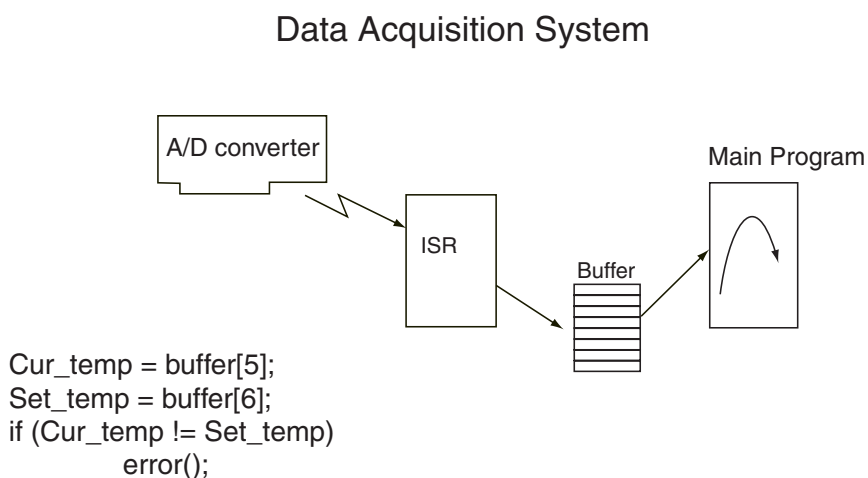 Data Acquisition System
A/D converter
Main Program
ISR
Buffer
Cur_temp = buffer[5];
Set_temp = buffer[6];
if (Cur_temp != Set_temp)
error();